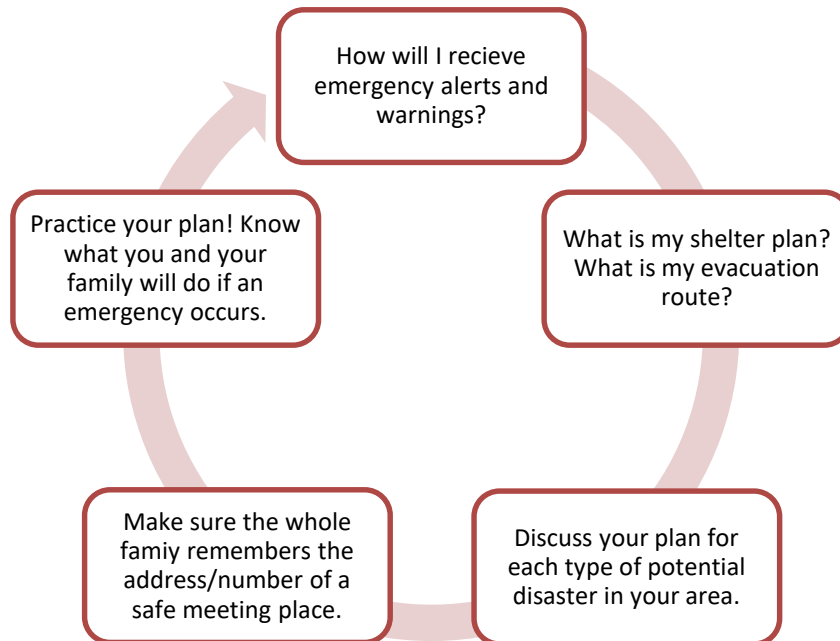 How will I recieve
emergency alerts and
warnings?
What is my shelter plan?
What is my evacuation
route?
Discuss your plan for
each type of potential
disaster in your area.
Make sure the whole
famiy remembers the
address/number of a
safe meeting place.
Practice your plan! Know
what you and your
family will do if an
emergency occurs.